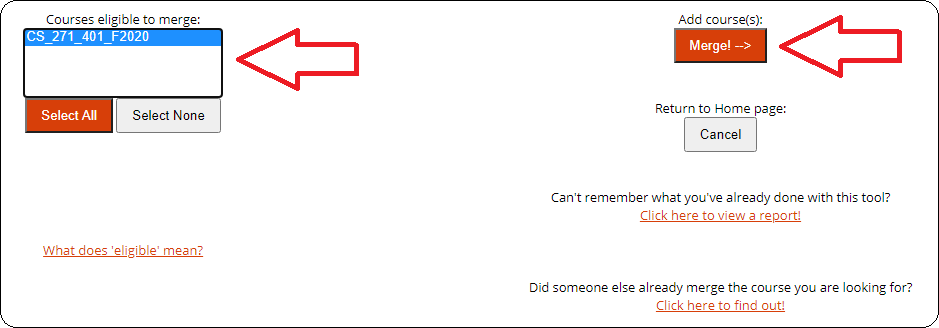 Courses eligible to merge:
CS_271_401_F2020
Select All
Select None
What does 'eligible' mean?
Add course(s):
Merge! -->
Return to Home page:
Cancel
Can't remember what you've already done with this tool?
Click here to view a report!
Did someone else already merge the course you are looking for?
Click here to find out!